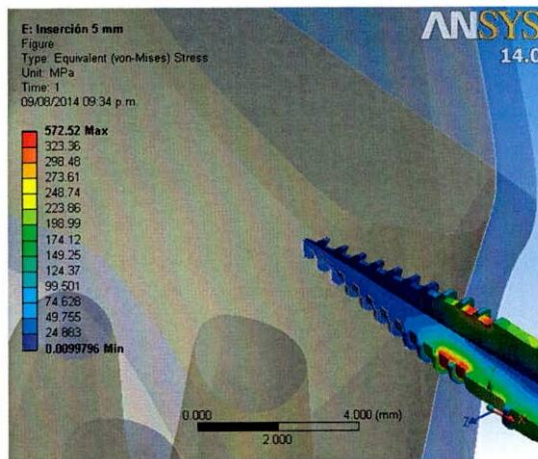 E: Inserción 5 mm
Figure
Type: Equivalent (von-Mises) Stress
Unit: MPa
Time: 1
09/08/2014 09:34 p.m.
ANSYS
14.0
572.52 Max
323.36
298.48
273.61
248.74
223.86
198.99
174.12
149.25
124.37
99.501
74.628
49.755
24.883
0.0099796 Min
0.000
4.000 (mm)
2.000
Z
X